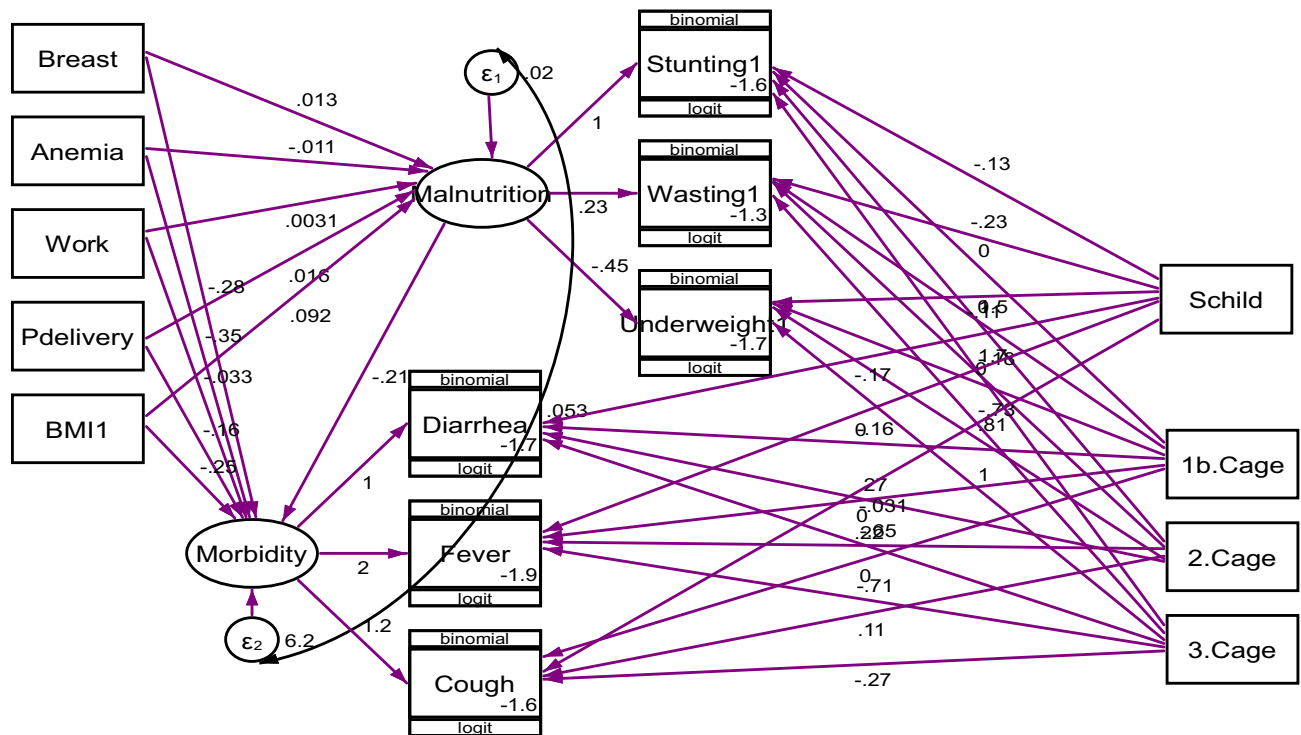 binomial
Breast
Stunting1
-1.6
logit
ε1
.02
.013
1
Anemia
-.011
binomial
Wasting1
-1.3
logit
-.13
Malnutrition
.23
-.23
0
Work
.0031
-.28
.016
-.45
binomial
Underweight1
-1.7
logit
Schild
Pdelivery
.092
-.35
-.033
-.21
-.17
-.73
.81
BMI1
binomial
Diarrhea
-1.7
logit
.053
.16
-.16
-.25
1
1b.Cage
1
.27
-.031
0
binomial
Fever
-1.9
logit
Morbidity
2
2.Cage
0
-.71
ε2
6.2
1.2
.11
binomial
Cough
-1.6
logit
3.Cage
-.27